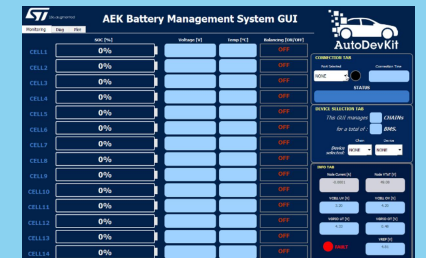 AEK Battery Management System GUI
AutoDevKit
Monitoring Diag Plot
SOC [%] Voltage [V] Temp [°C] Balancing [ON/OFF]
CELL1 0% OFF
CELL2 0% OFF
CELL3 0% OFF
CELL4 0% OFF
CELL5 0% OFF
CELL6 0% OFF
CELL7 0% OFF
CELL8 0% OFF
CELL9 0% OFF
CELL10 0% OFF
CELL11 0% OFF
CELL12 0% OFF
CELL13 0% OFF
CELL14 0% OFF
CONNECTION TAB
Port Selected Connection Time
NONE
STATUS
DEVICE SELECTION TAB
This GUI manages CHAINs
for a total of : BMS.
Chain Device
Device selected: NONE NONE
INFO TAB
FAULT